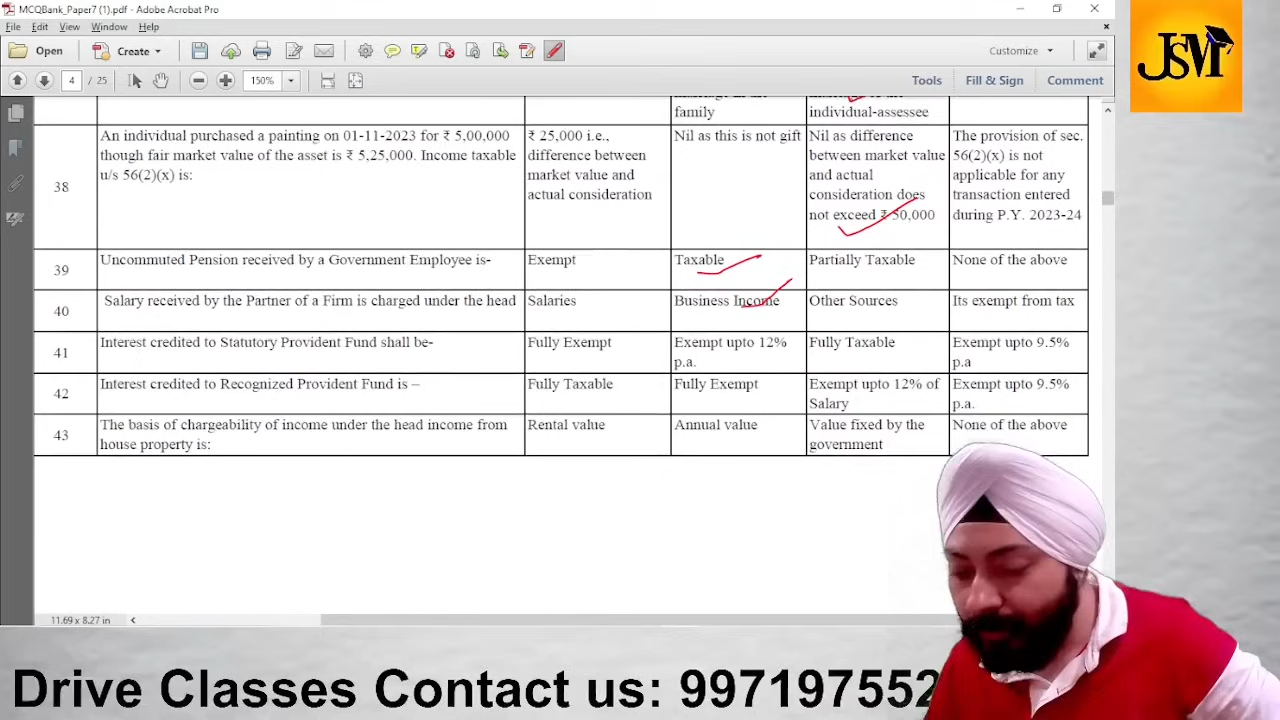 MCQBank_Paper7 (1).pdf - Adobe Acrobat Pro
File Edit View Window Help
Open Create Customize
4 / 25 150% Tools Fill & Sign Comment
family individual-assessee
38 An individual purchased a painting on 01-11-2023 for ₹ 5,00,000 though fair market value of the asset is ₹ 5,25,000. Income taxable u/s 56(2)(x) is:
₹ 25,000 i.e., difference between market value and actual consideration
Nil as this is not gift
Nil as difference between market value and actual consideration does not exceed ₹ 50,000
The provision of sec. 56(2)(x) is not applicable for any transaction entered during P.Y. 2023-24
39 Uncommuted Pension received by a Government Employee is- Exempt Taxable Partially Taxable None of the above
40 Salary received by the Partner of a Firm is charged under the head Salaries Business Income Other Sources Its exempt from tax
41 Interest credited to Statutory Provident Fund shall be- Fully Exempt Exempt upto 12% p.a. Fully Taxable Exempt upto 9.5% p.a
42 Interest credited to Recognized Provident Fund is – Fully Taxable Fully Exempt Exempt upto 12% of Salary Exempt upto 9.5% p.a.
43 The basis of chargeability of income under the head income from house property is: Rental value Annual value Value fixed by the government None of the above
11.69 x 8.27 in
JSM
Drive Classes Contact us: 997197552